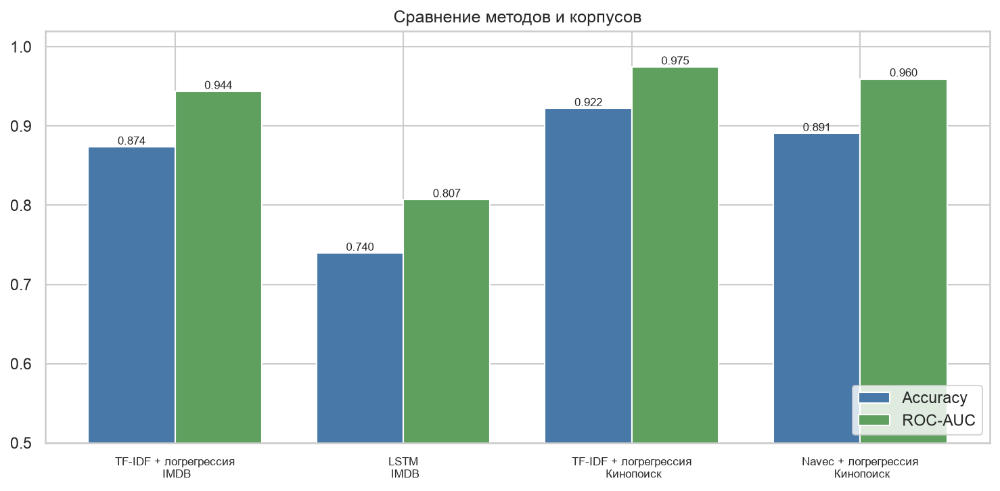 Сравнение методов и корпусов
1.0
0.9
0.8
0.7
0.6
0.5
0.874
0.944
0.740
0.807
0.922
0.975
0.891
0.960
Accuracy
ROC-AUC
TF-IDF + логрегрессия
IMDB
LSTM
IMDB
TF-IDF + логрегрессия
Кинопоиск
Navec + логрегрессия
Кинопоиск